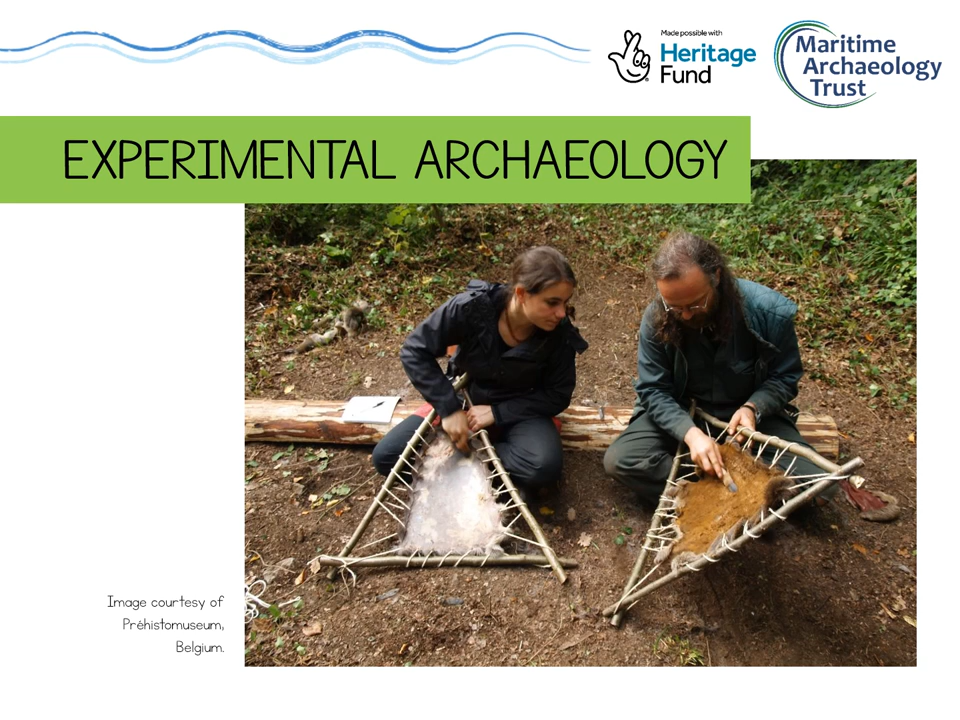 Made possible with
Heritage
Fund
Maritime
Archaeology
Trust
EXPERIMENTAL ARCHAEOLOGY
Image courtesy of
Préhistomuseum,
Belgium.